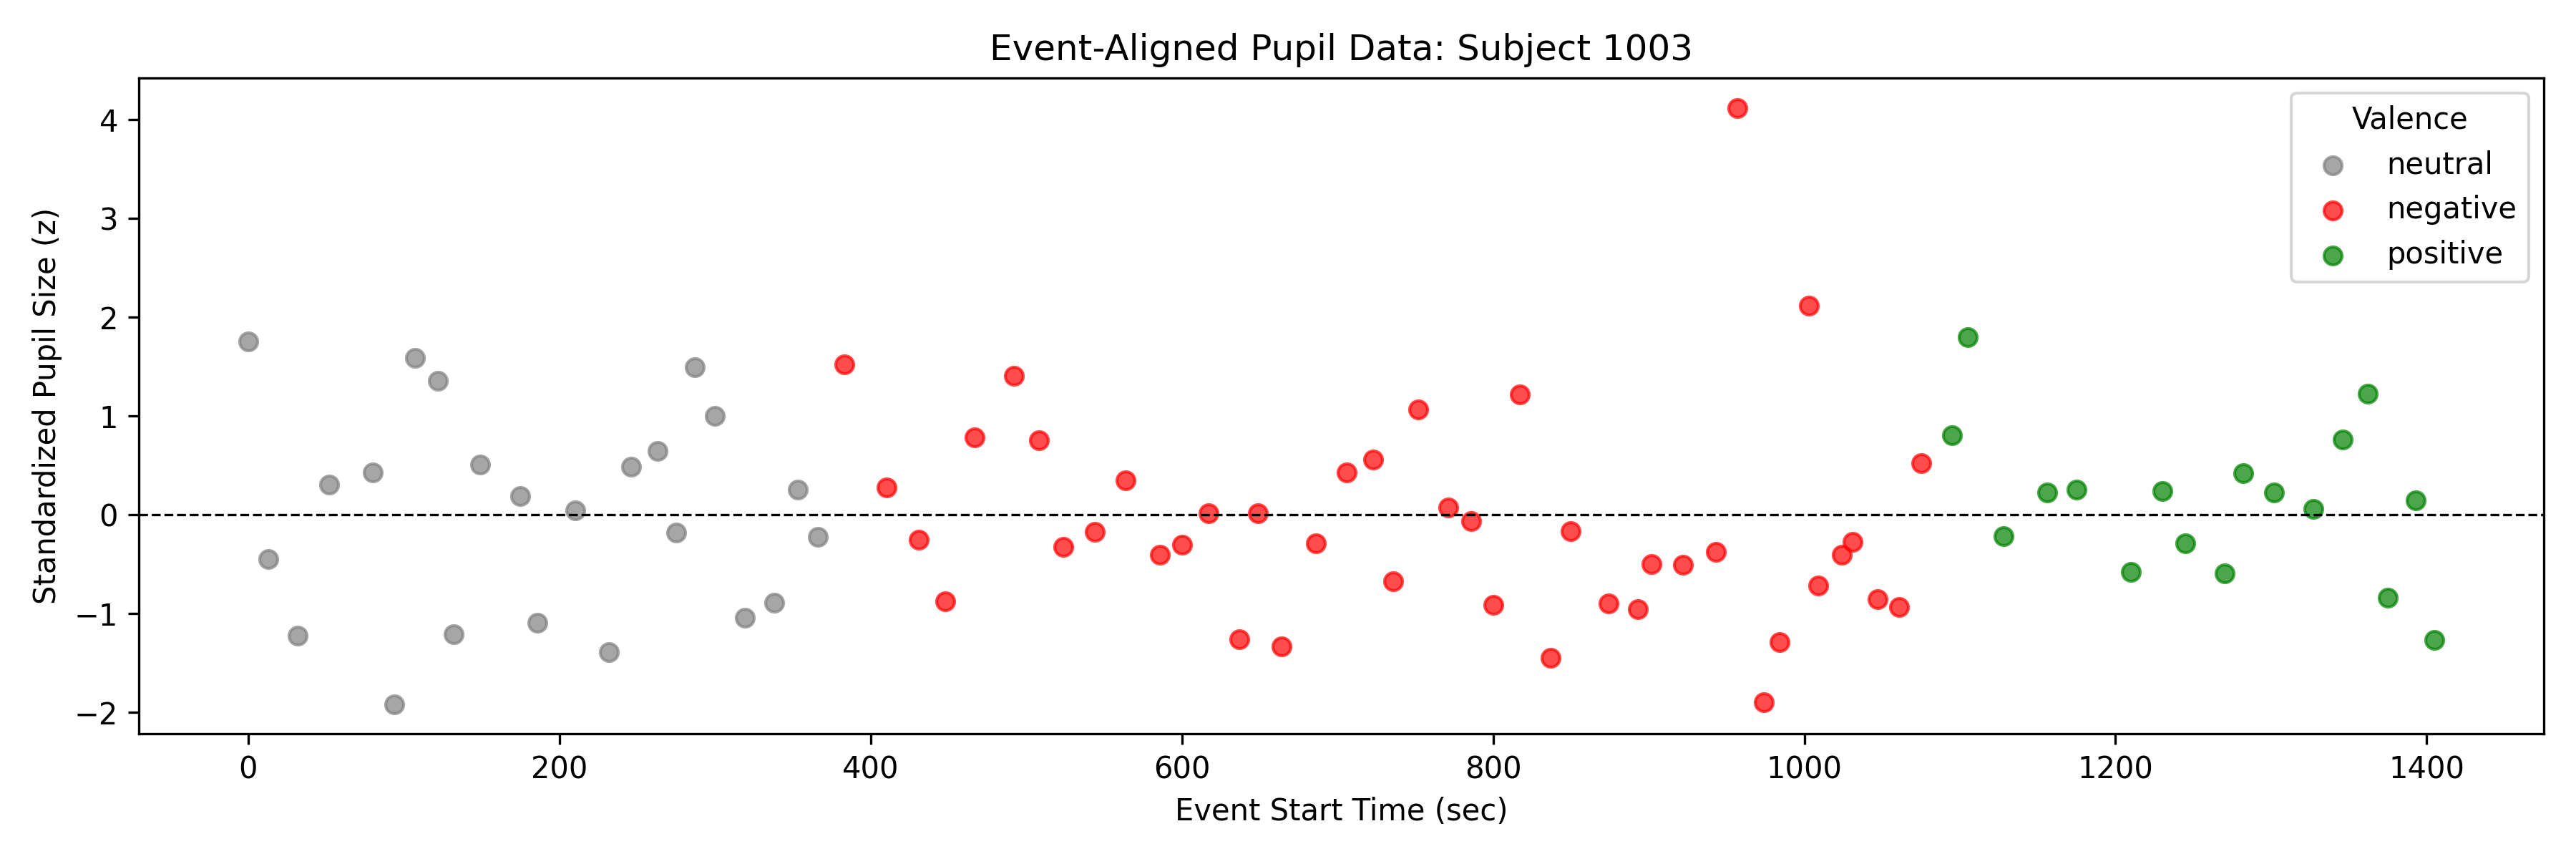 Event-Aligned Pupil Data: Subject 1003
Standardized Pupil Size (z)
4
3
2
1
0
−1
−2
Valence
neutral
negative
positive
0 200 400 600 800 1000 1200 1400
Event Start Time (sec)